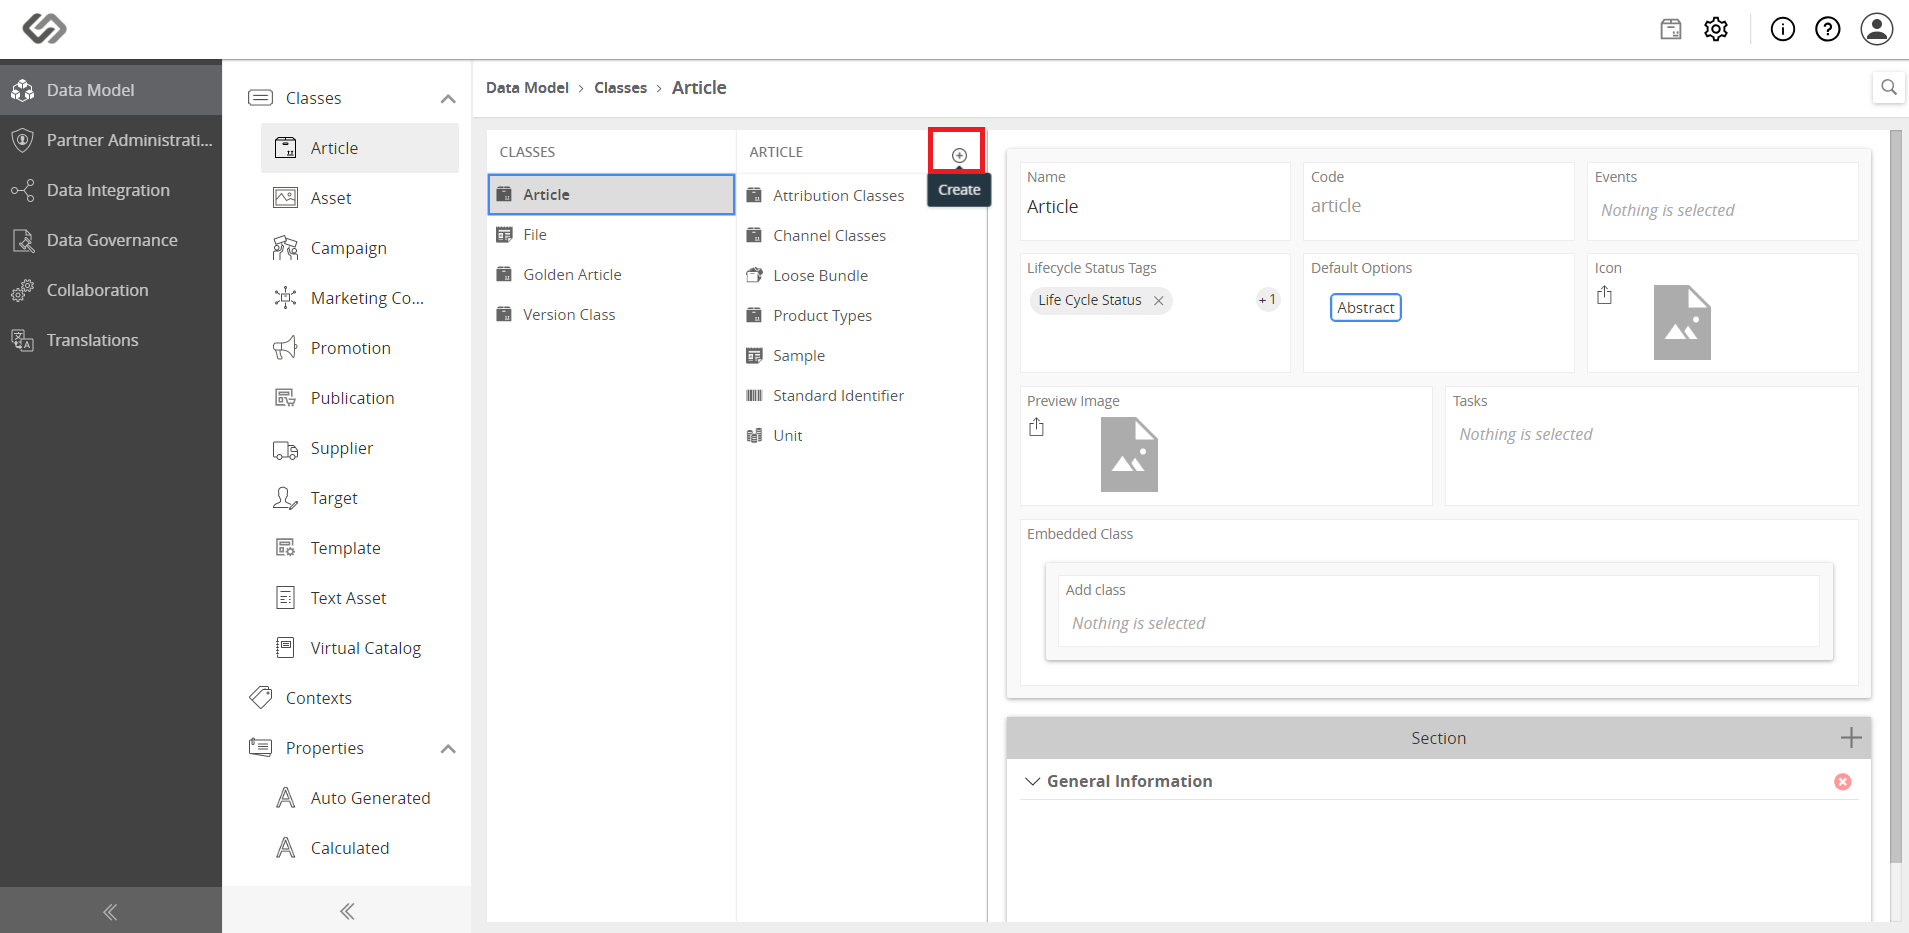 Data Model
Partner Administrati...
Data Integration
Data Governance
Collaboration
Translations
Classes
Article
Asset
Campaign
Marketing Co...
Promotion
Publication
Supplier
Target
Template
Text Asset
Virtual Catalog
Contexts
Properties
Auto Generated
Calculated
Data Model › Classes › Article
CLASSES
Article
File
Golden Article
Version Class
ARTICLE
Create
Attribution Classes
Channel Classes
Loose Bundle
Product Types
Sample
Standard Identifier
Unit
Name
Article
Code
article
Events
Nothing is selected
Lifecycle Status Tags
Life Cycle Status
+1
Default Options
Abstract
Icon
Preview Image
Tasks
Nothing is selected
Embedded Class
Add class
Nothing is selected
Section
General Information